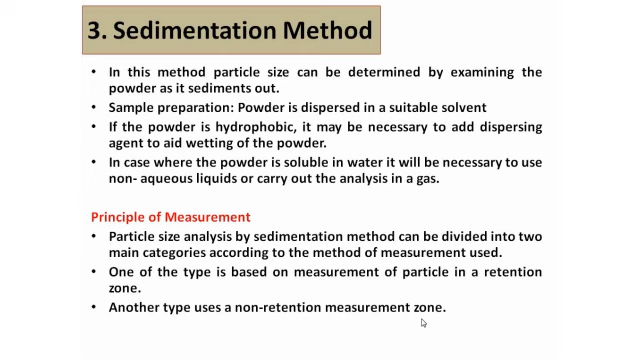 3. Sedimentation Method
• In this method particle size can be determined by examining the
powder as it sediments out.
• Sample preparation: Powder is dispersed in a suitable solvent
• If the powder is hydrophobic, it may be necessary to add dispersing
agent to aid wetting of the powder.
• In case where the powder is soluble in water it will be necessary to use
non- aqueous liquids or carry out the analysis in a gas.
Principle of Measurement
• Particle size analysis by sedimentation method can be divided into two
main categories according to the method of measurement used.
• One of the type is based on measurement of particle in a retention
zone.
• Another type uses a non-retention measurement zone.